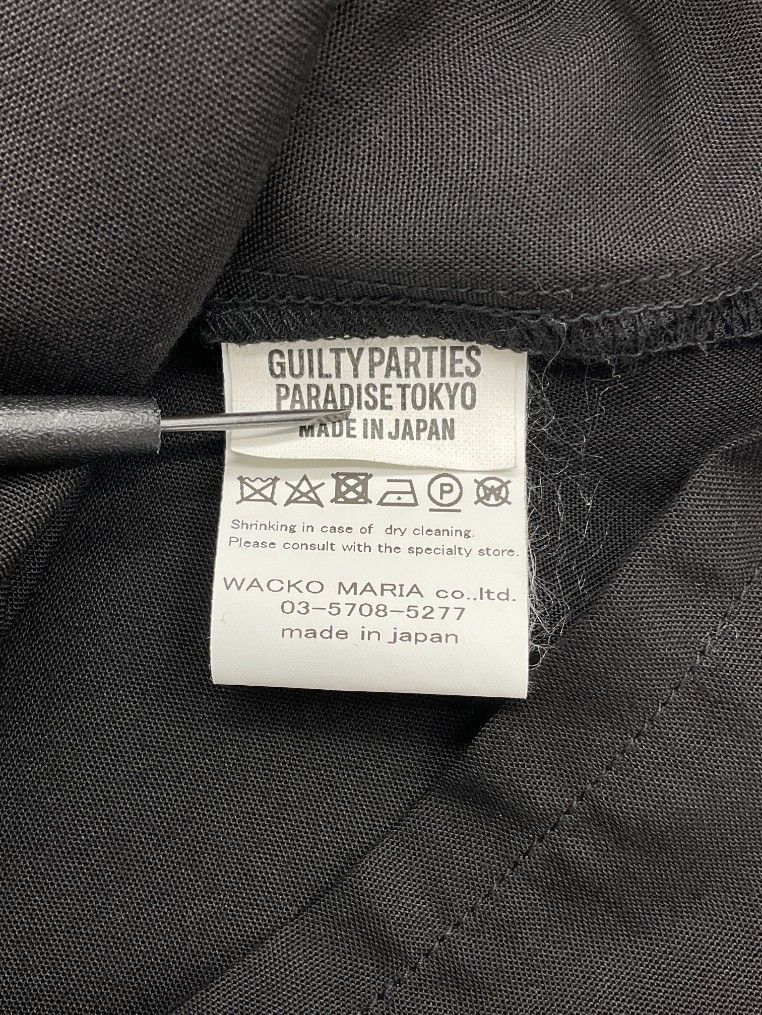 GUILTY PARTIES
PARADISE TOKYO
MADE IN JAPAN
P W
Shrinking in case of dry cleaning.
Please consult with the specialty store.
WACKO MARIA co.,ltd.
03-5708-5277
made in japan